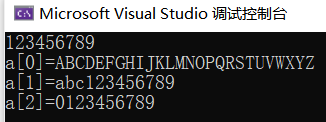 Microsoft Visual Studio 调试控制台
123456789
a[0]=ABCDEFGHIJKLMNOPQRSTUVWXYZ
a[1]=abc123456789
a[2]=0123456789